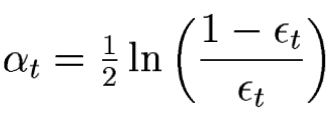 α_t = ½ ln((1 − ϵ_t) / ϵ_t)